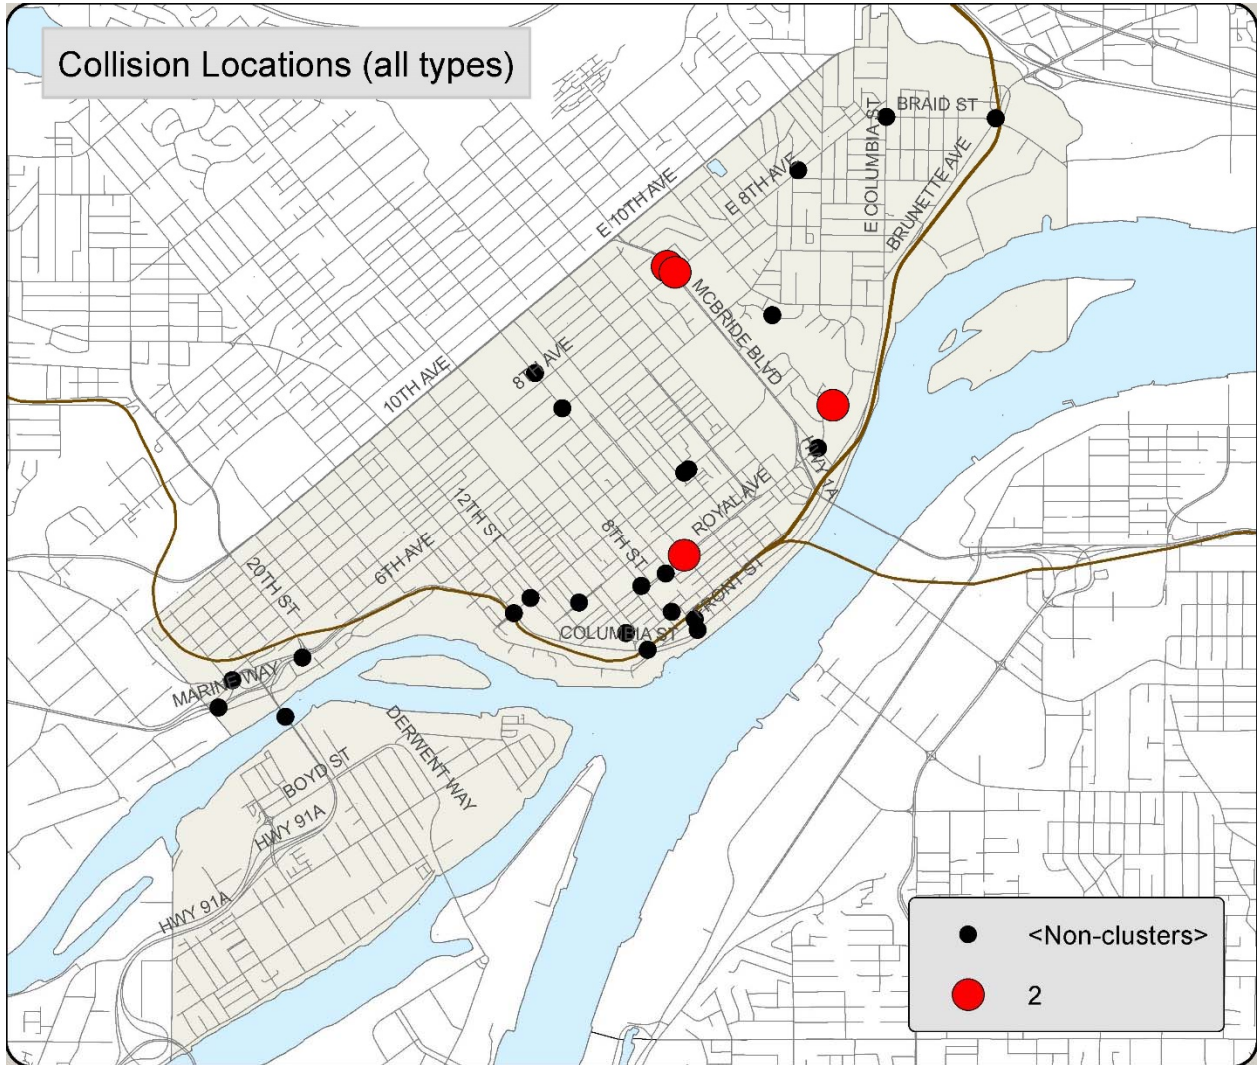 Collision Locations (all types)
BRAID ST
E COLUMBIA ST
E 8TH AVE
BRUNETTE AVE
E 10TH AVE
MCBRIDE BLVD
8TH AVE
10TH AVE
HWY 1A
ROYAL AVE
12TH ST
8TH ST
6TH AVE
20TH ST
FRONT ST
COLUMBIA ST
MARINE WAY
DERWENT WAY
BOYD ST
HWY 91A
HWY 91A
<Non-clusters>
2